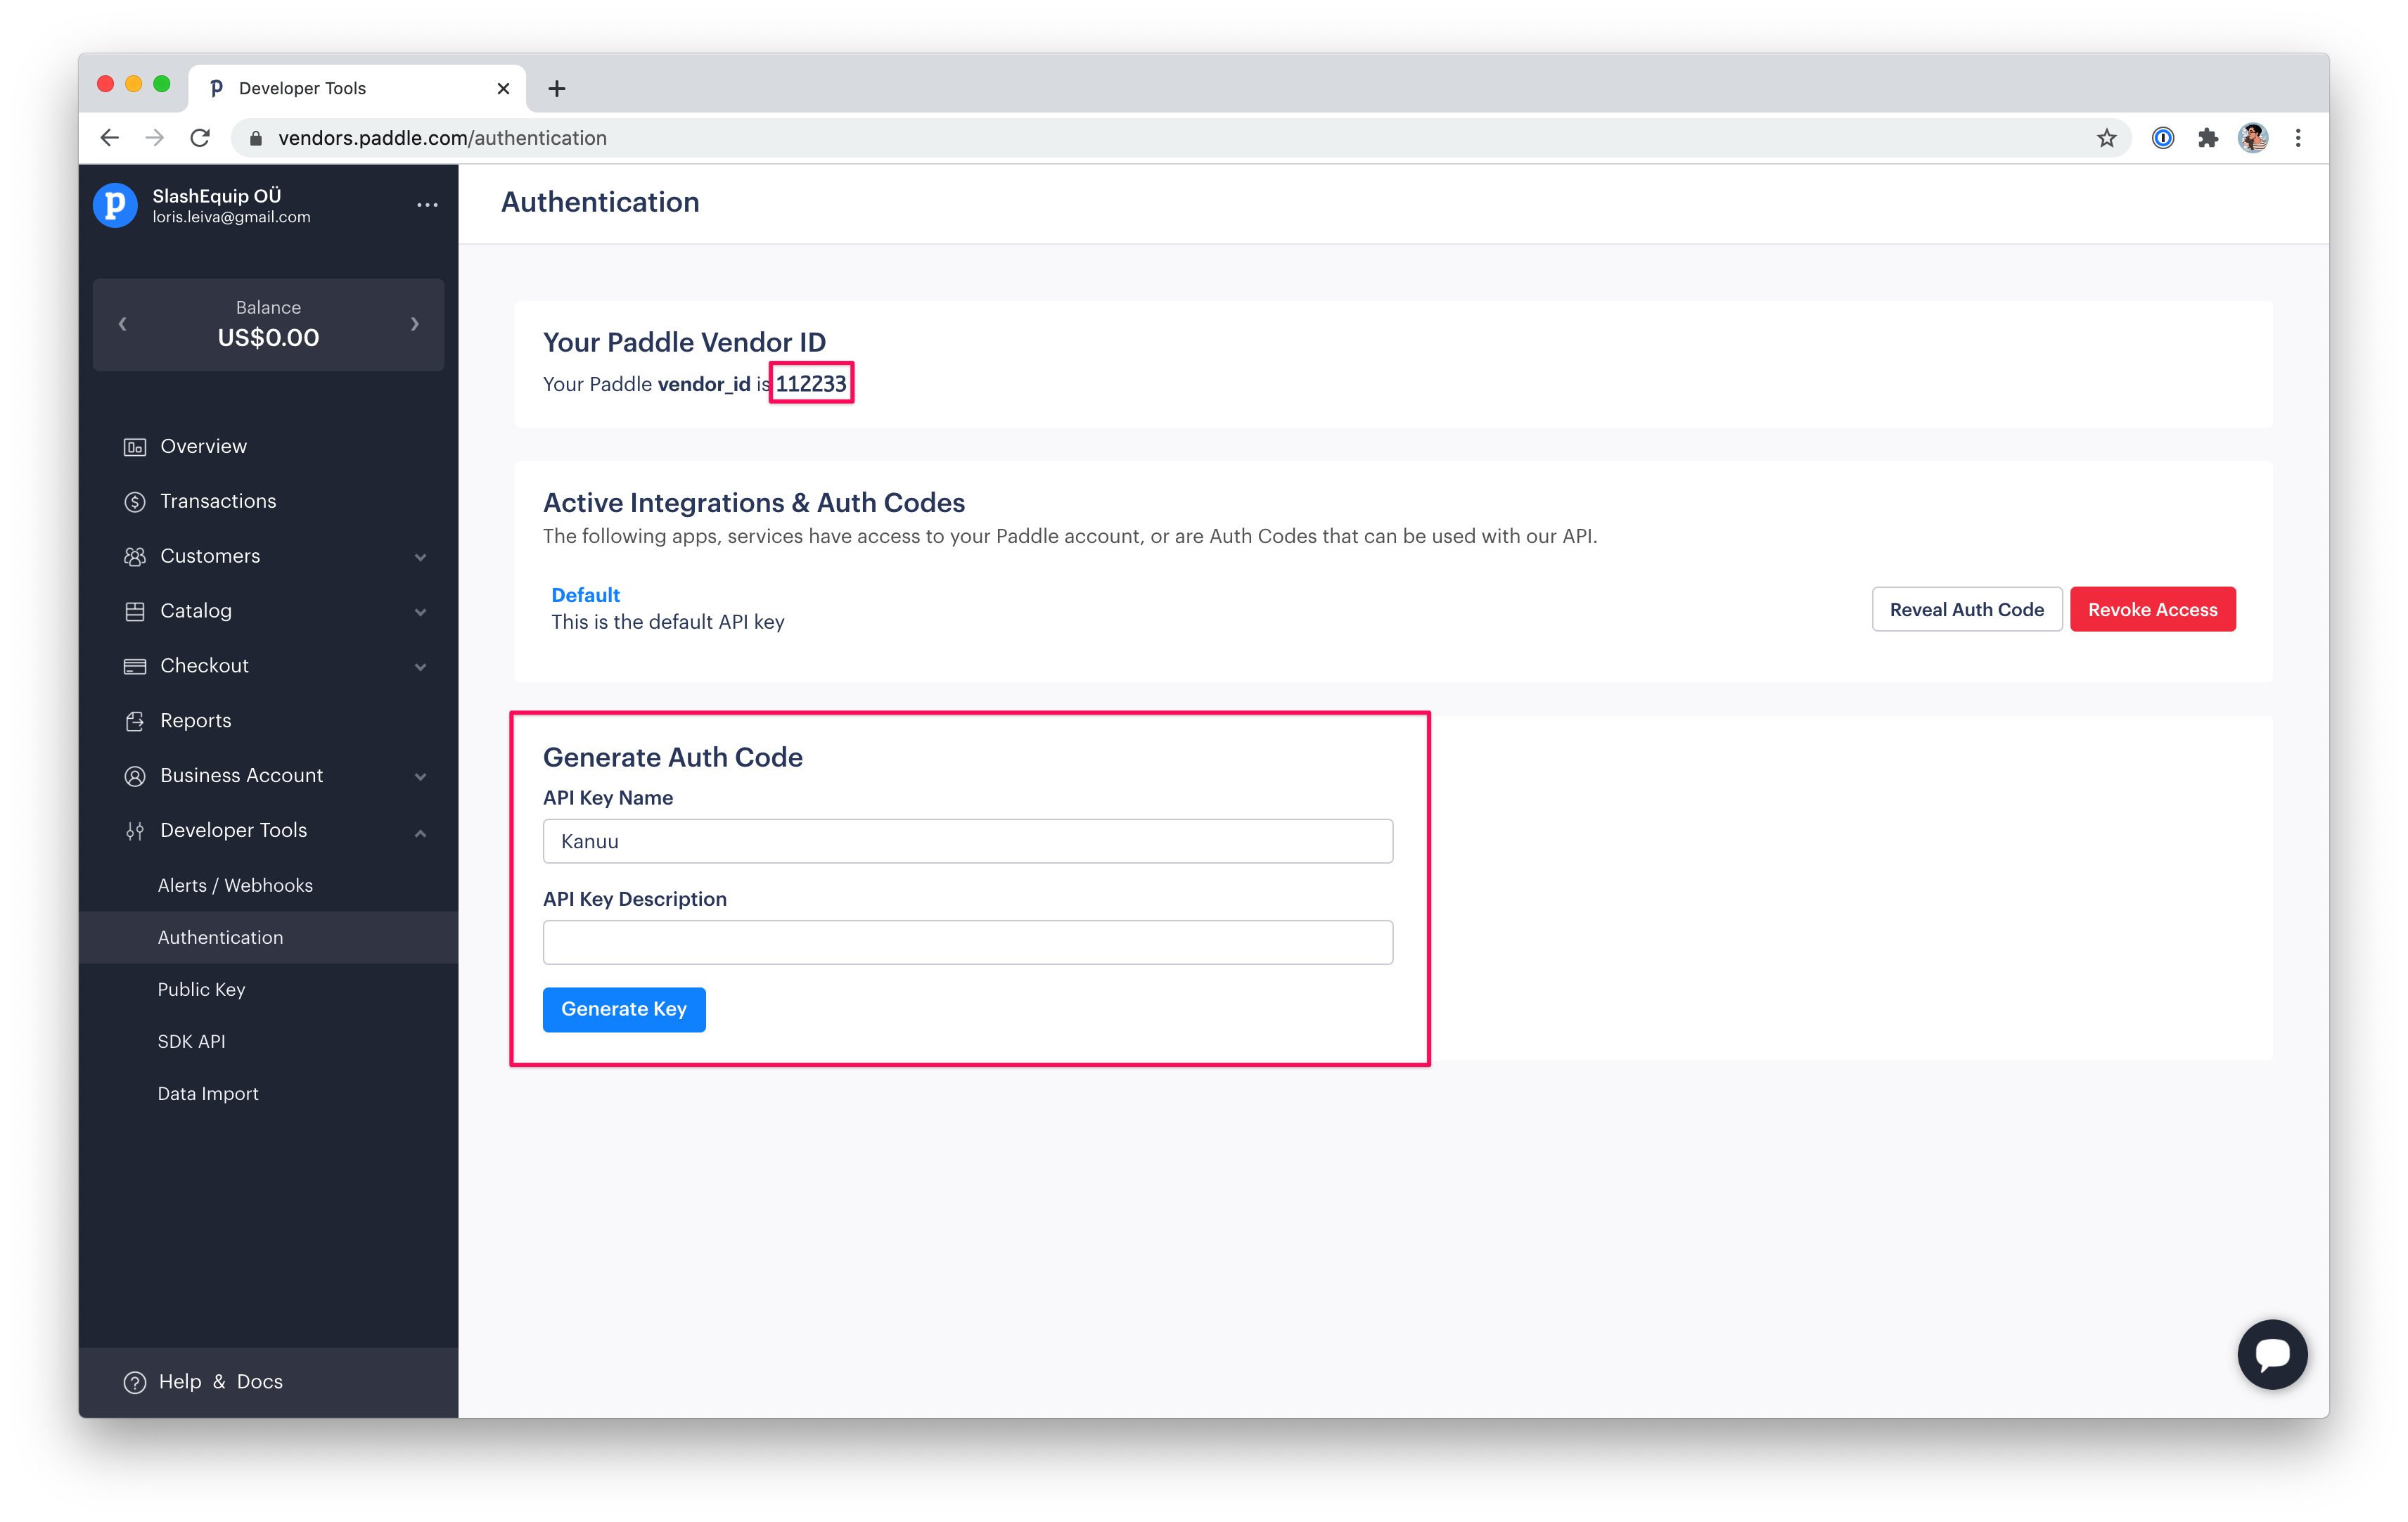 Developer Tools
vendors.paddle.com/authentication
SlashEquip OÜ
loris.leiva@gmail.com
Balance
US$0.00
Overview
Transactions
Customers
Catalog
Checkout
Reports
Business Account
Developer Tools
Alerts / Webhooks
Authentication
Public Key
SDK API
Data Import
Help & Docs
Authentication
Your Paddle Vendor ID
Your Paddle vendor_id is 112233
Active Integrations & Auth Codes
The following apps, services have access to your Paddle account, or are Auth Codes that can be used with our API.
Default
This is the default API key
Reveal Auth Code
Revoke Access
Generate Auth Code
API Key Name
Kanuu
API Key Description
Generate Key